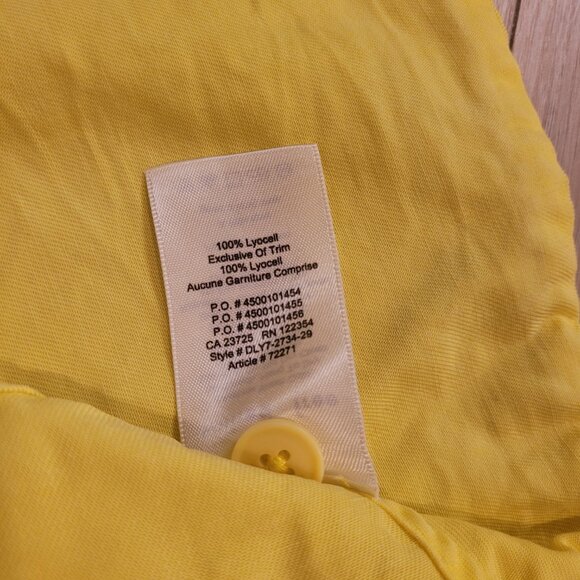 100% Lyocell
Exclusive Of Trim
100% Lyocell
Aucune Garniture Comprise
P.O. # 4500101454
P.O. # 4500101455
P.O. # 4500101456
CA 23725 RN 122354
Style # DLY7-2734-29
Article # 72271